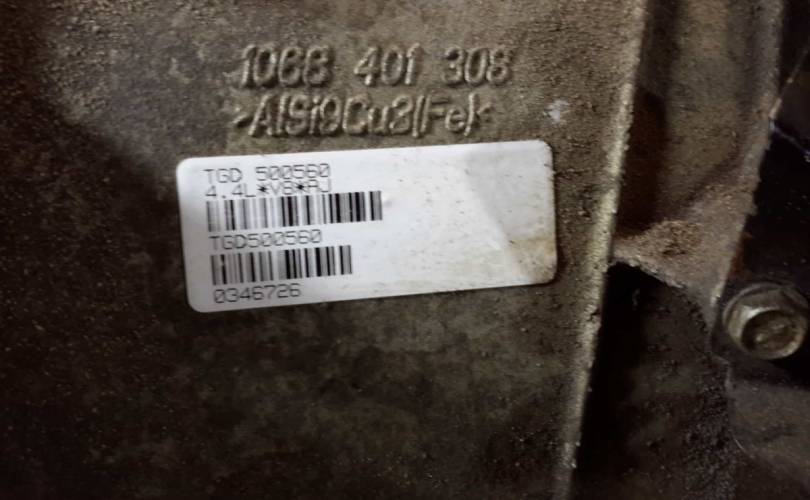 1068 401 308
>AlSi9Cu3(Fe)<
TGD 500560
4.4L*V8*AJ
TGD500560
0346726